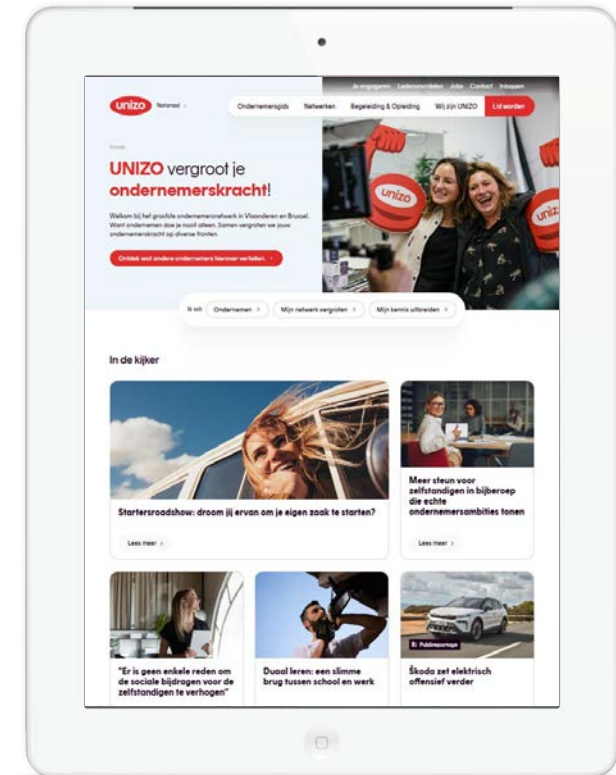 Je engageren Ledenvoordelen Jobs Contact Inloggen
unizo Nationaal
Ondernemersgids Netwerken Begeleiding & Opleiding Wij zijn UNIZO Lid worden
UNIZO vergroot je
ondernemerskracht!
Welkom bij het grootste ondernemersnetwerk in Vlaanderen en Brussel.
Want ondernemen doe je nooit alleen. Samen vergroten we jouw
ondernemerskracht op diverse fronten.
Ontdek wat andere ondernemers hierover vertellen. ›
unizo
uniz
Ik wil: Ondernemen › Mijn netwerk vergroten › Mijn kennis uitbreiden ›
In de kijker
Startersroadshow: droom jij ervan om je eigen zaak te starten?
Lees meer ›
Meer steun voor
zelfstandigen in bijberoep
die echte
ondernemersambities tonen
Lees meer ›
"Er is geen enkele reden om
de sociale bijdragen voor de
zelfstandigen te verhogen"
Duaal leren: een slimme
brug tussen school en werk
Publireportage
Škoda zet elektrisch
offensief verder